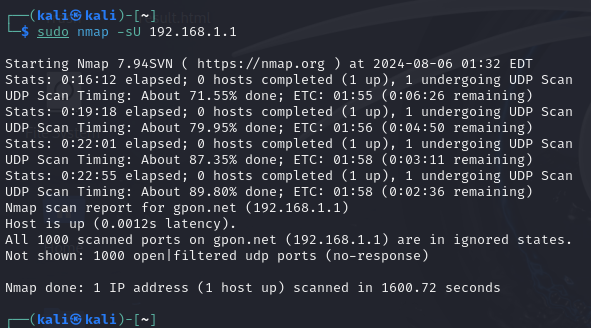 (kali㉿kali)-[~]
$ sudo nmap -sU 192.168.1.1
Starting Nmap 7.94SVN ( https://nmap.org ) at 2024-08-06 01:32 EDT
Stats: 0:16:12 elapsed; 0 hosts completed (1 up), 1 undergoing UDP Scan
UDP Scan Timing: About 71.55% done; ETC: 01:55 (0:06:26 remaining)
Stats: 0:19:18 elapsed; 0 hosts completed (1 up), 1 undergoing UDP Scan
UDP Scan Timing: About 79.95% done; ETC: 01:56 (0:04:50 remaining)
Stats: 0:22:01 elapsed; 0 hosts completed (1 up), 1 undergoing UDP Scan
UDP Scan Timing: About 87.35% done; ETC: 01:58 (0:03:11 remaining)
Stats: 0:22:55 elapsed; 0 hosts completed (1 up), 1 undergoing UDP Scan
UDP Scan Timing: About 89.80% done; ETC: 01:58 (0:02:36 remaining)
Nmap scan report for gpon.net (192.168.1.1)
Host is up (0.0012s latency).
All 1000 scanned ports on gpon.net (192.168.1.1) are in ignored states.
Not shown: 1000 open|filtered udp ports (no-response)
Nmap done: 1 IP address (1 host up) scanned in 1600.72 seconds
(kali㉿kali)-[~]